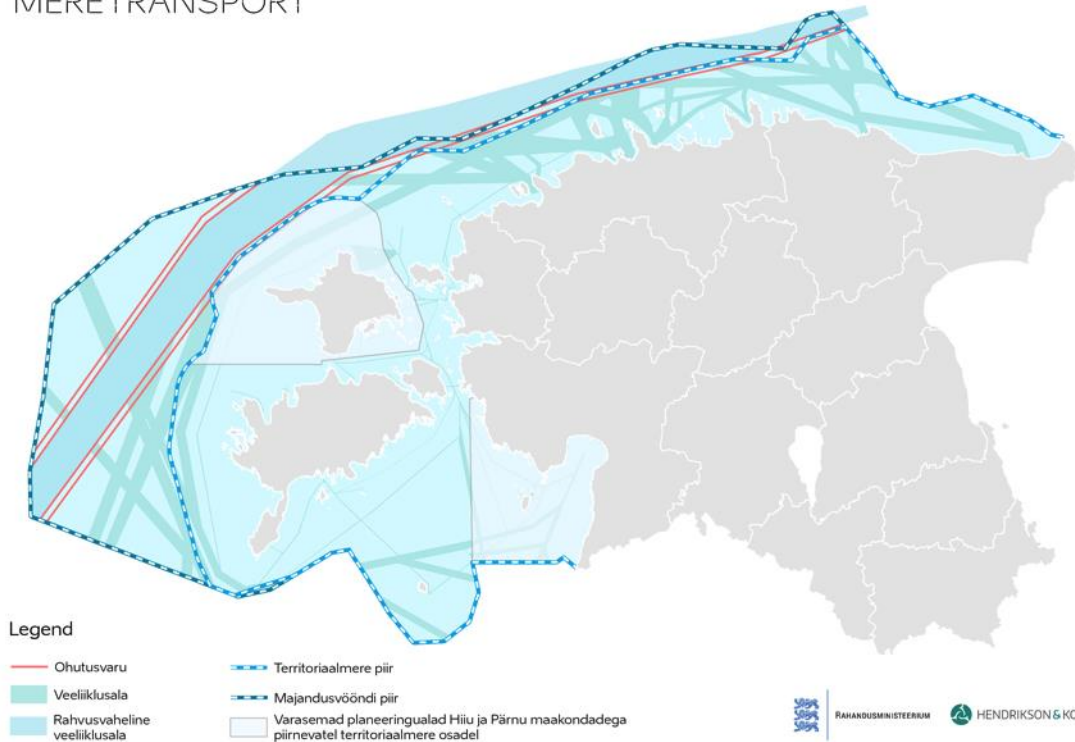 MERETRANSPORT
Legend
Ohutusvaru
Veeliiklusala
Rahvusvaheline
veeliiklusala
Territoriaalmere piir
Majandusvööndi piir
Varasemad planeeringualad Hiiu ja Pärnu maakondadega
piirnevatel territoriaalmere osadel
RAHANDUSMINISTEERIUM
HENDRIKSON & KO